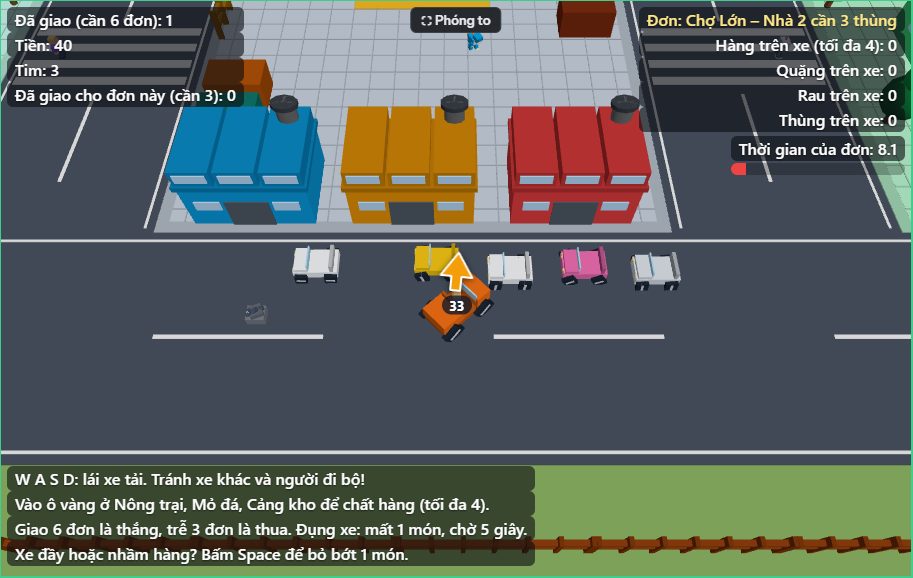 Đã giao (cần 6 đơn): 1
Tiền: 40
Tim: 3
Đã giao cho đơn này (cần 3): 0
Phóng to
Đơn: Chợ Lớn – Nhà 2 cần 3 thùng
Hàng trên xe (tối đa 4): 0
Quặng trên xe: 0
Rau trên xe: 0
Thùng trên xe: 0
Thời gian của đơn: 8.1
33
W A S D: lái xe tải. Tránh xe khác và người đi bộ!
Vào ô vàng ở Nông trại, Mỏ đá, Cảng kho để chất hàng (tối đa 4).
Giao 6 đơn là thắng, trễ 3 đơn là thua. Đụng xe: mất 1 món, chờ 5 giây.
Xe đầy hoặc nhầm hàng? Bấm Space để bỏ bớt 1 món.